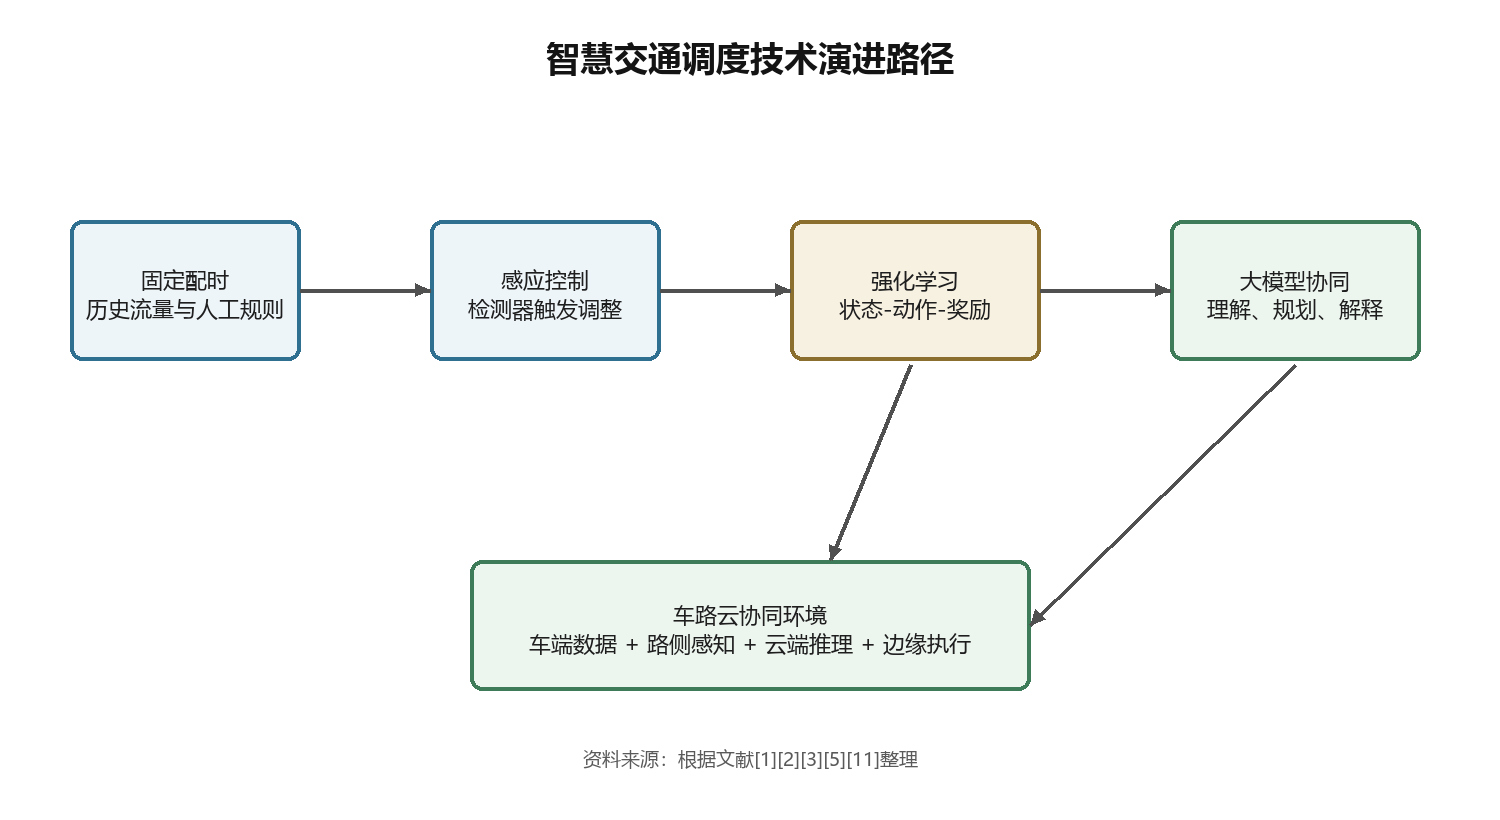 智慧交通调度技术演进路径
固定配时
历史流量与人工规则
感应控制
检测器触发调整
强化学习
状态-动作-奖励
大模型协同
理解、规划、解释
车路云协同环境
车端数据 + 路侧感知 + 云端推理 + 边缘执行
资料来源：根据文献[1][2][3][5][11]整理